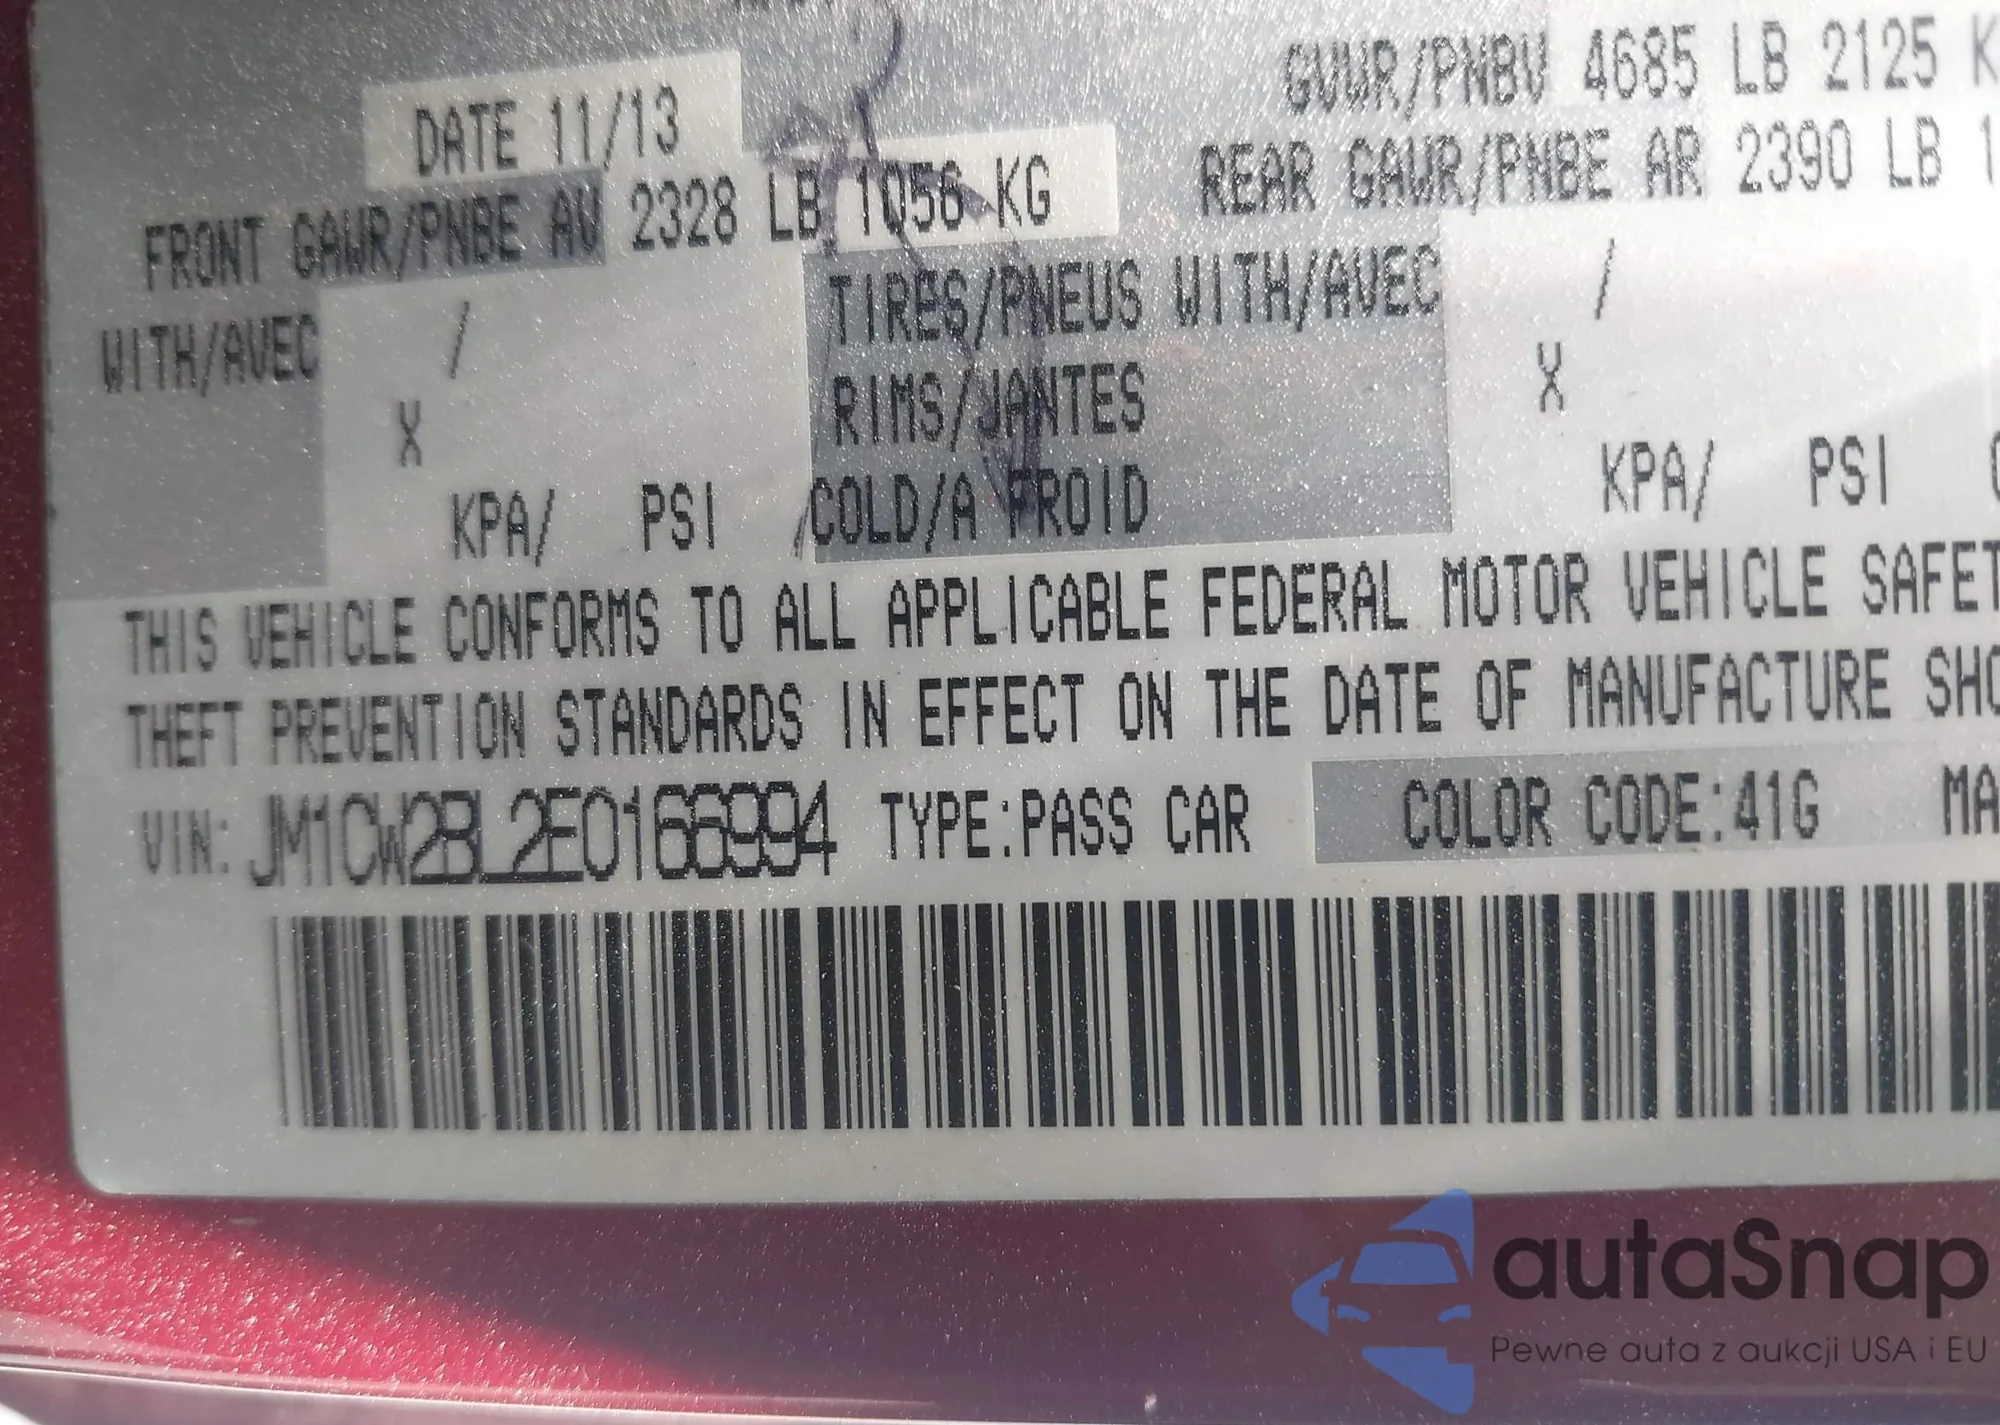 DATE 11/13
GVWR/PNBV 4685 LB 2125
FRONT GAWR/PNBE AV 2328 LB 1056 KG
REAR GAWR/PNBE AR 2390 LB
WITH/AVEC /
TIRES/PNEUS WITH/AVEC /
X
RIMS/JANTES
X
KPA/ PSI
COLD/A FROID
KPA/ PSI
THIS VEHICLE CONFORMS TO ALL APPLICABLE FEDERAL MOTOR VEHICLE SAFET
THEFT PREVENTION STANDARDS IN EFFECT ON THE DATE OF MANUFACTURE SHO
VIN: JM1CW2BL2E0166994 TYPE:PASS CAR COLOR CODE:41G MA
autaSnap
Pewne auta z aukcji USA i EU